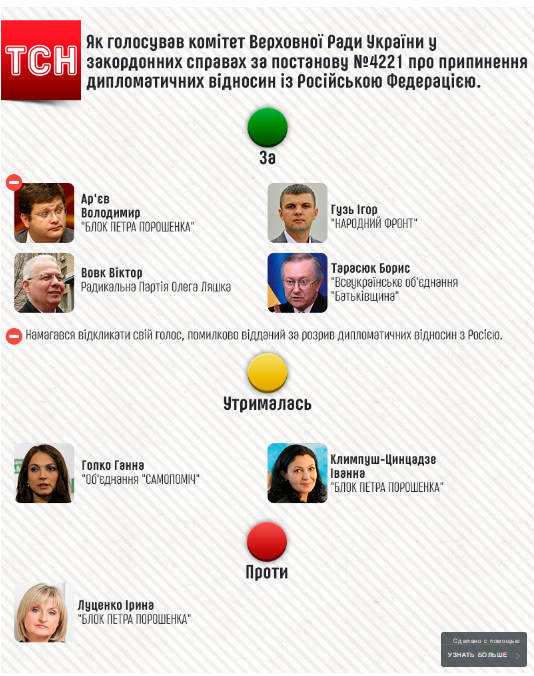 ТСН
Як голосував комітет Верховної Ради України у
закордонних справах за постанову №4221 про припинення
дипломатичних відносин із Російською Федерацією.
За
Ар'єв
Володимир
"БЛОК ПЕТРА ПОРОШЕНКА"
Гузь Ігор
"НАРОДНИЙ ФРОНТ"
Вовк Віктор
Радикальна Партія Олега Ляшка
Тарасюк Борис
"Всеукраїнське об'єднання
"Батьківщина"
Намагався відкликати свій голос, помилково відданий за розрив дипломатичних відносин з Росією.
Утрималась
Гопко Ганна
"Об'єднання "САМОПОМІЧ"
Климпуш-Цинцадзе
Іванна
"БЛОК ПЕТРА ПОРОШЕНКА"
Проти
Луценко Ірина
"БЛОК ПЕТРА ПОРОШЕНКА"
Сделано с помощью
УЗНАТЬ БОЛЬШЕ